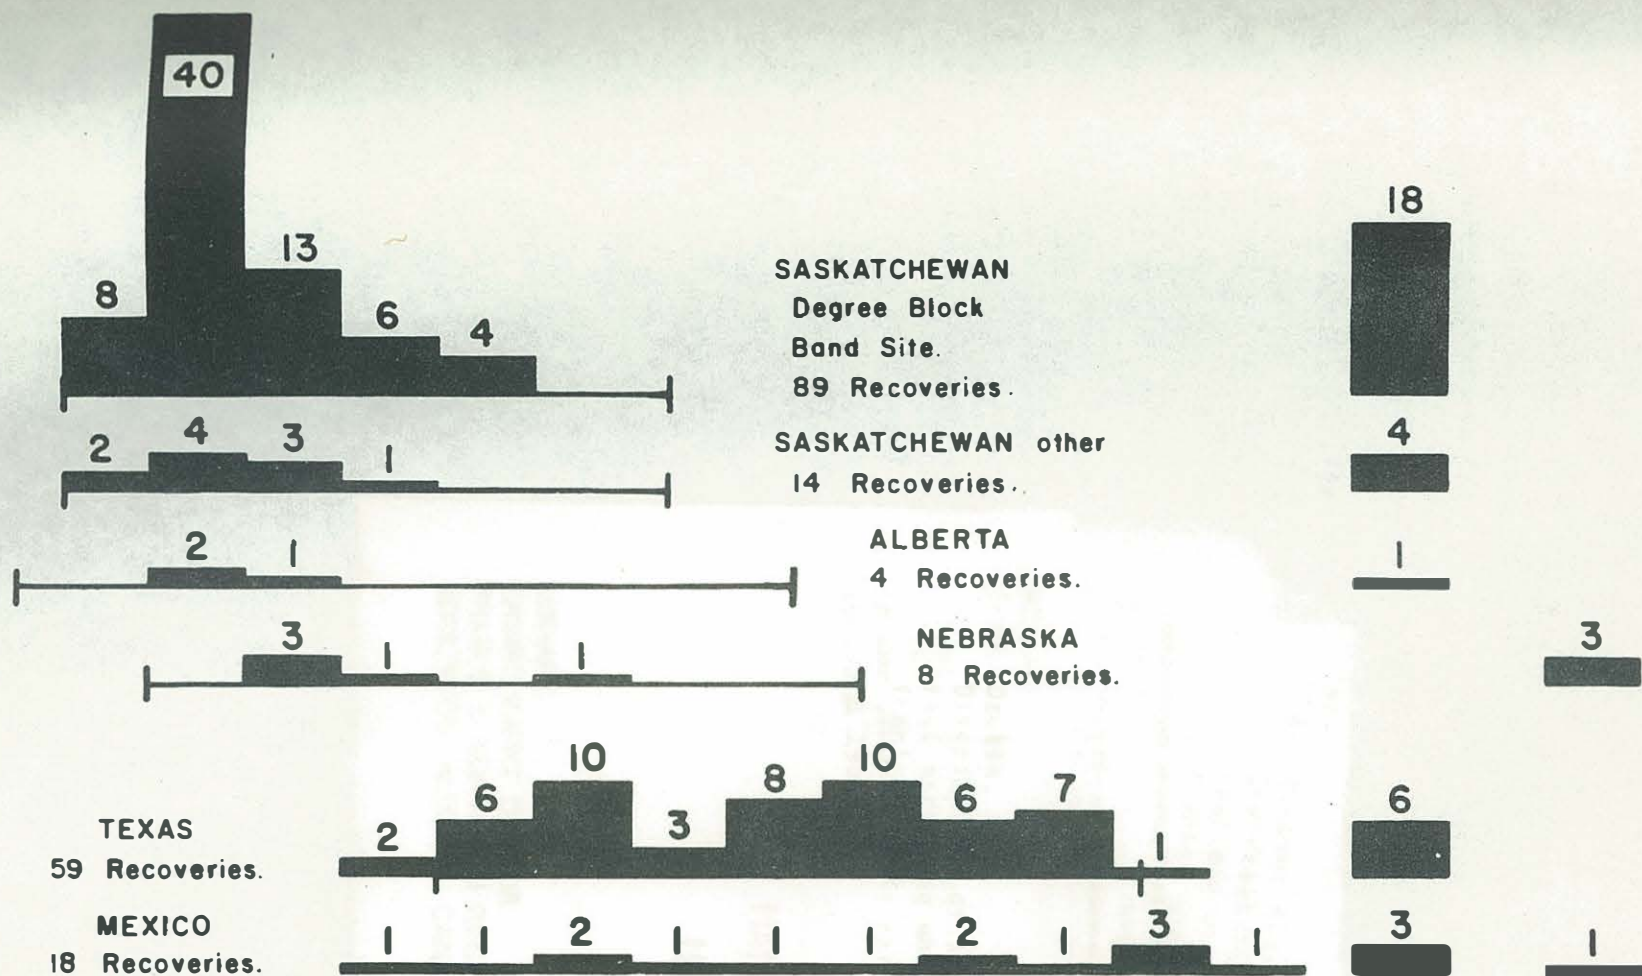 40
18
13
8
6
4
SASKATCHEWAN
Degree Block
Band Site.
89 Recoveries.
2 4 3 1
SASKATCHEWAN other
14 Recoveries.
4
2 1
ALBERTA
4 Recoveries.
1
3 1 1
NEBRASKA
8 Recoveries.
3
TEXAS
59 Recoveries.
2 6 10 3 8 10 6 7 1
6
MEXICO
18 Recoveries.
1 1 2 1 1 1 2 1 3 1
3
1